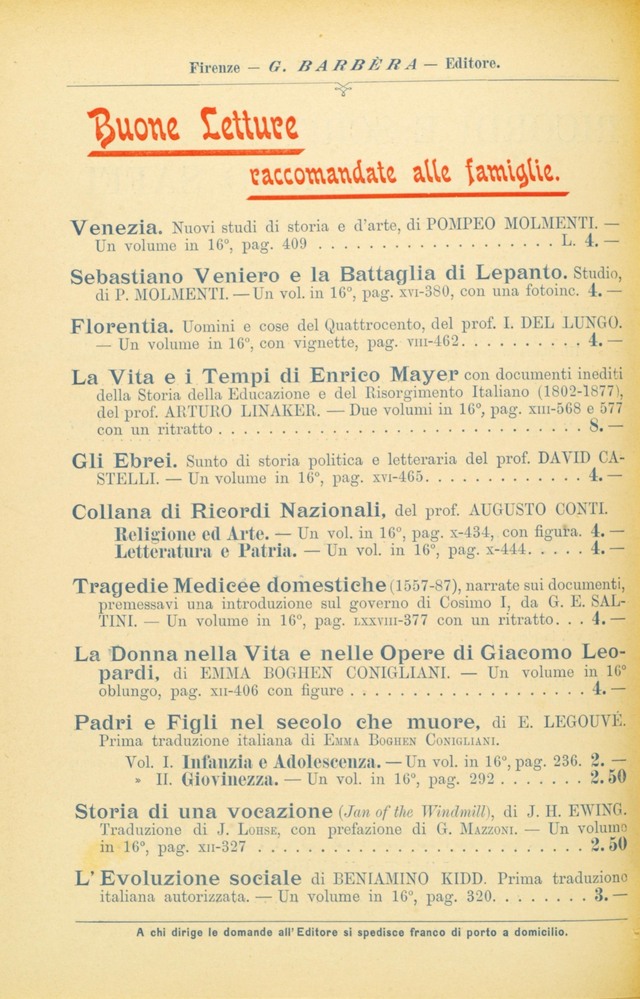 Firenze — G. BARBÈRA — Editore.
Buone Letture
raccomandate alle famiglie.
Venezia. Nuovi studi di storia e d'arte, di POMPEO MOLMENTI. —
Un volume in 16°, pag. 409 . . . . . . . . . . . . . . . . . . L. 4. —
Sebastiano Veniero e la Battaglia di Lepanto. Studio,
di P. MOLMENTI. — Un vol. in 16°, pag. XVI-380, con una fotoinc. 4. —
Florentia. Uomini e cose del Quattrocento, del prof. I. DEL LUNGO.
— Un volume in 16°, con vignette, pag. VIII-462 . . . . . . . . . . 4. —
La Vita e i Tempi di Enrico Mayer con documenti inediti
della Storia della Educazione e del Risorgimento Italiano (1802-1877),
del prof. ARTURO LINAKER. — Due volumi in 16°, pag. XIII-568 e 577
con un ritratto . . . . . . . . . . . . . . . . . . . . . . . . . . . . 8. —
Gli Ebrei. Sunto di storia politica e letteraria del prof. DAVID CA-
STELLI. — Un volume in 16°, pag. XVI-465 . . . . . . . . . . . . . 4. —
Collana di Ricordi Nazionali, del prof. AUGUSTO CONTI.
Religione ed Arte. — Un vol. in 16°, pag. X-434, con figura. 4. —
Letteratura e Patria. — Un vol. in 16°, pag. X-444 . . . . . 4. —
Tragedie Medicee domestiche (1557-87), narrate sui documenti,
premessavi una introduzione sul governo di Cosimo I, da G. E. SAL-
TINI. — Un volume in 16°, pag. LXXVIII-377 con un ritratto . . . 4. —
La Donna nella Vita e nelle Opere di Giacomo Leo-
pardi, di EMMA BOGHEN CONIGLIANI. — Un volume in 16°
oblungo, pag. XII-406 con figure . . . . . . . . . . . . . . . . . . 4. —
Padri e Figli nel secolo che muore, di E. LEGOUVÉ.
Prima traduzione italiana di EMMA BOGHEN CONIGLIANI.
Vol. I. Infanzia e Adolescenza. — Un vol. in 16°, pag. 236. 2. —
» II. Giovinezza. — Un vol. in 16°, pag. 292 . . . . . . . 2. 50
Storia di una vocazione (Jan of the Windmill), di J. H. EWING.
Traduzione di J. LOHSE, con prefazione di G. MAZZONI. — Un volume
in 16°, pag. XII-327 . . . . . . . . . . . . . . . . . . . . . . . . . 2. 50
L'Evoluzione sociale di BENIAMINO KIDD. Prima traduzione
italiana autorizzata. — Un volume in 16°, pag. 320 . . . . . . . . 3. —
A chi dirige le domande all'Editore si spedisce franco di porto a domicilio.